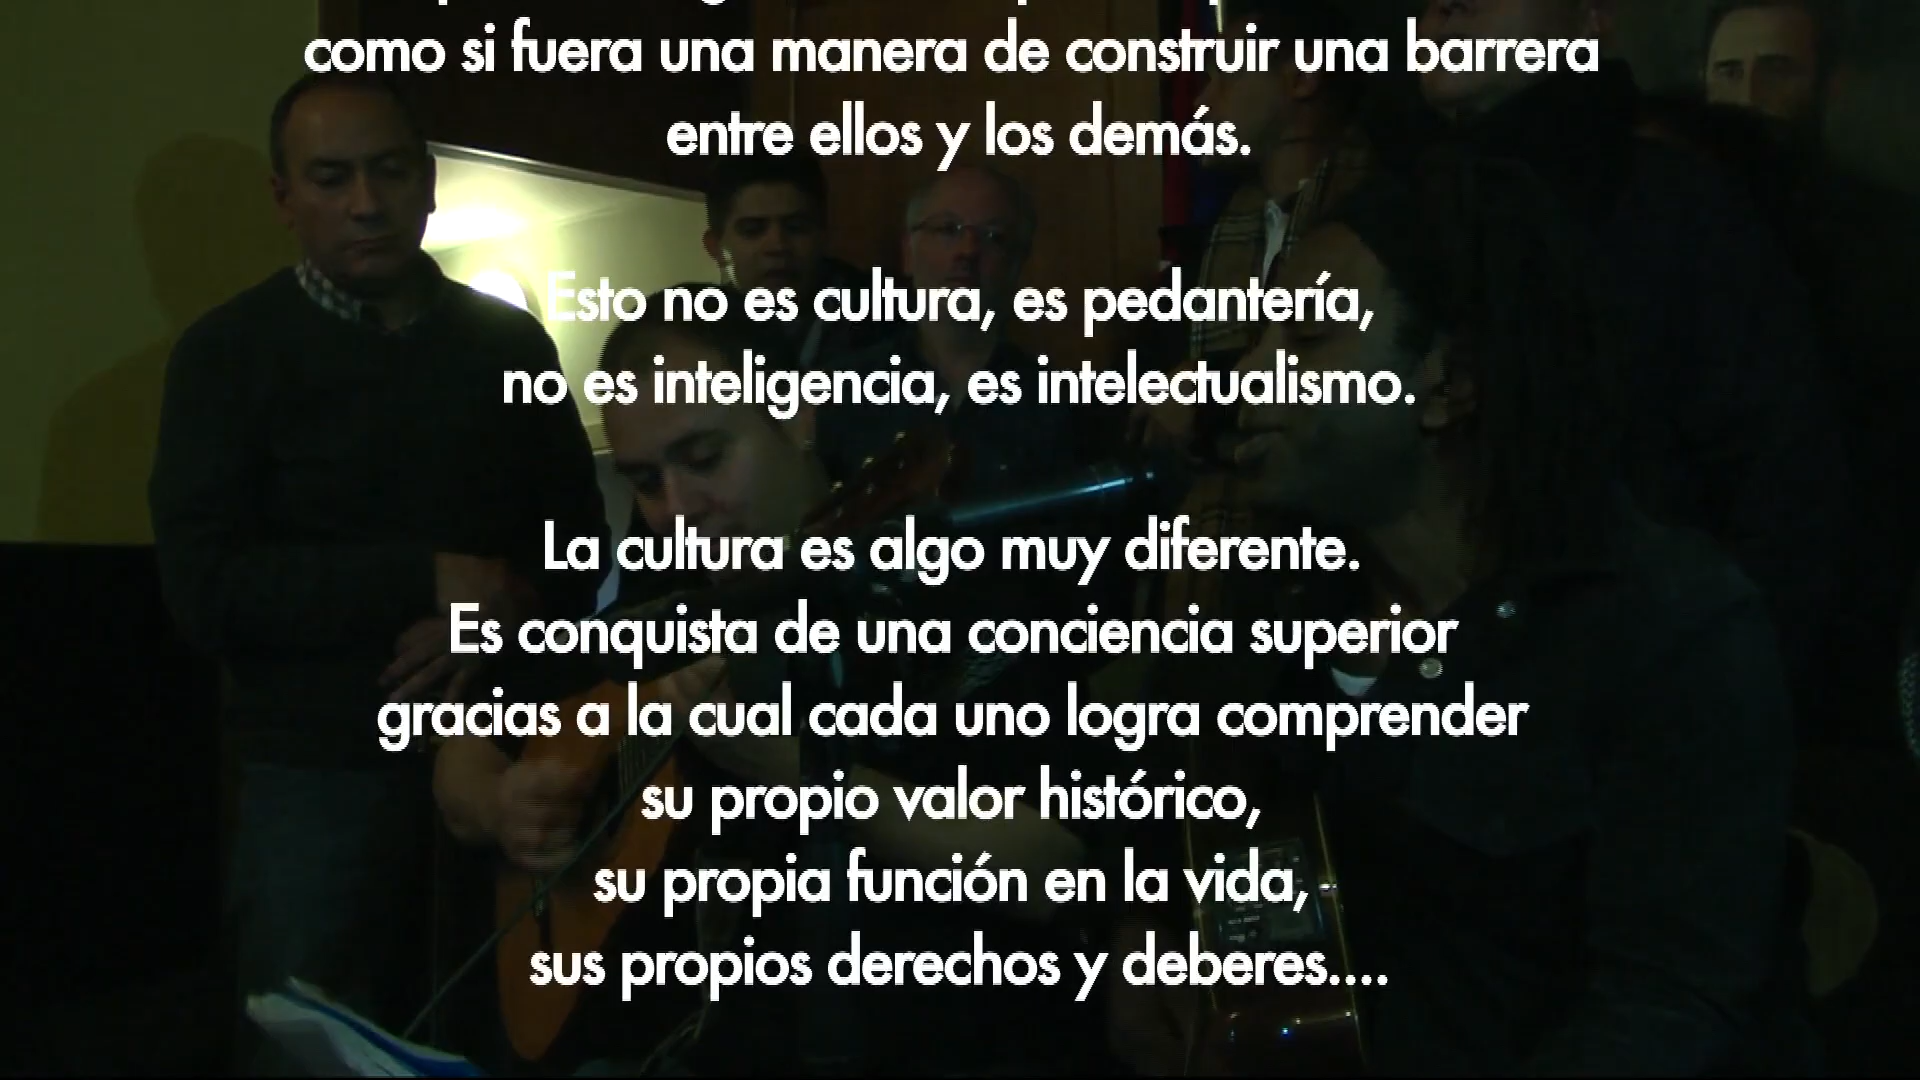 como si fuera una manera de construir una barrera
entre ellos y los demás.
Esto no es cultura, es pedantería,
no es inteligencia, es intelectualismo.
La cultura es algo muy diferente.
Es conquista de una conciencia superior
gracias a la cual cada uno logra comprender
su propio valor histórico,
su propia función en la vida,
sus propios derechos y deberes....